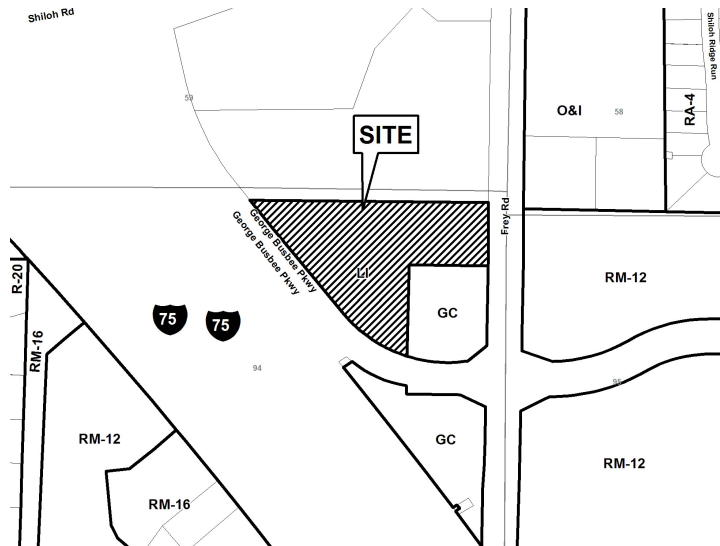 Shiloh Rd
Shiloh Ridge Run
59
O&I
58
RA-4
SITE
Frey Rd
George Busbee Pkwy
George Busbee Pkwy
LI
R-20
RM-12
GC
75
75
RM-16
94
95
RM-12
GC
RM-12
RM-16